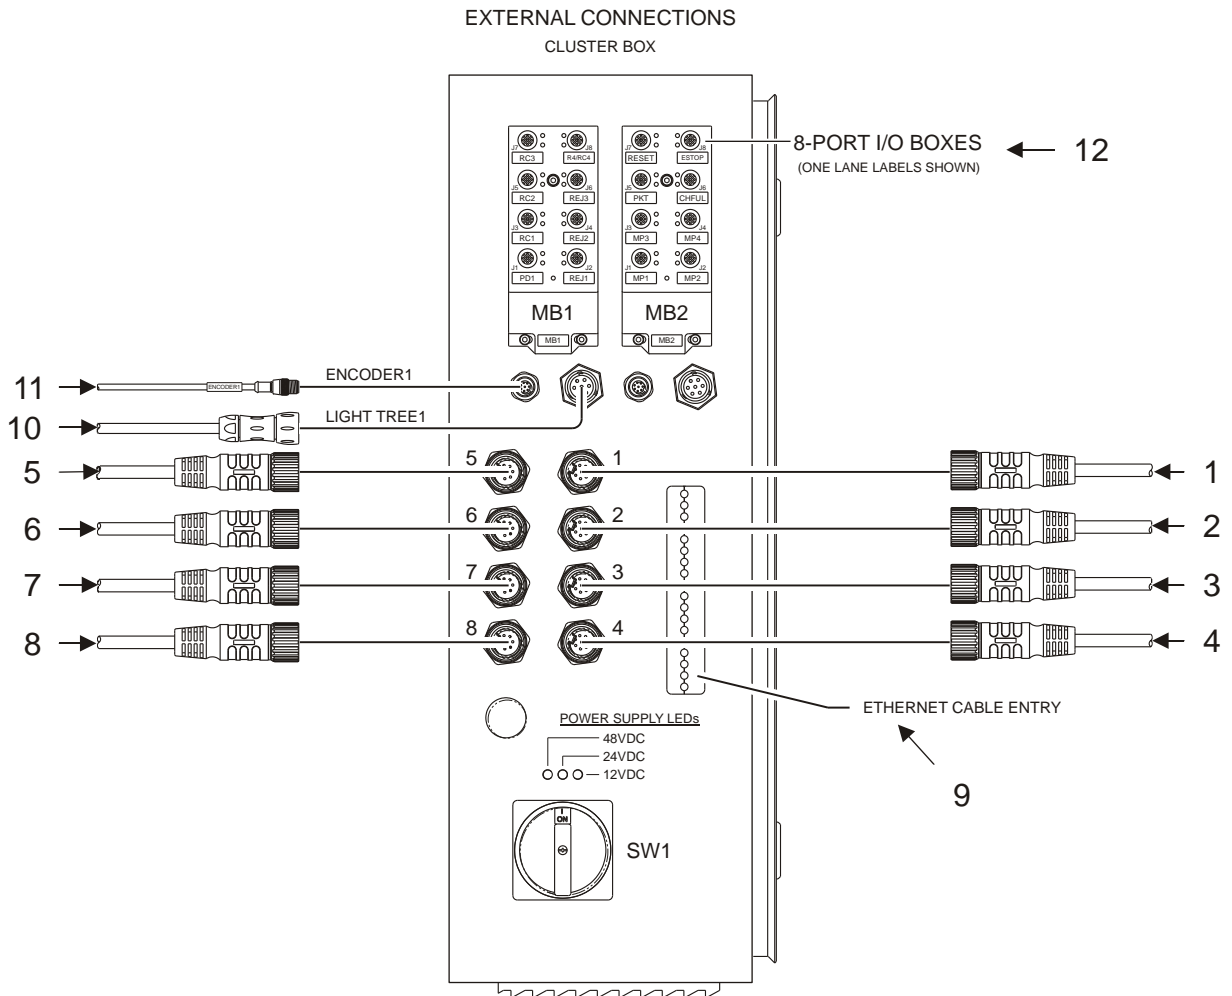 EXTERNAL CONNECTIONS
CLUSTER BOX
J7 J8 J7 J8
RC3 R4/RC4 RESET ESTOP
8-PORT I/O BOXES 12
(ONE LANE LABELS SHOWN)
J5 J6 J5 J6
RC2 REJ3 PKT CHFUL
J3 J4 J3 J4
RC1 REJ2 MP3 MP4
J1 J2 J1 J2
PD1 REJ1 MP1 MP2
MB1 MB2
MB1 MB2
11 ENCODER1 ENCODER1
10 LIGHT TREE1
5 5 1 1
6 6 2 2
7 7 3 3
8 8 4 4
ETHERNET CABLE ENTRY
POWER SUPPLY LEDs
48VDC
24VDC
12VDC
9
I
ON
SW1